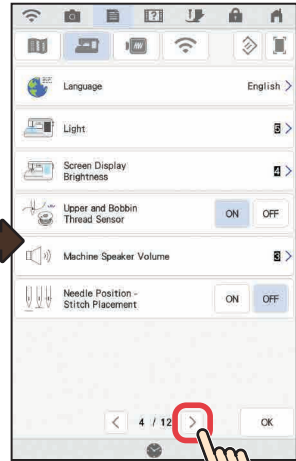 Language English >
Light 5 >
Screen Display
Brightness 4 >
Upper and Bobbin
Thread Sensor ON OFF
Machine Speaker Volume 3 >
Needle Position -
Stitch Placement ON OFF
< 4 / 12 > OK